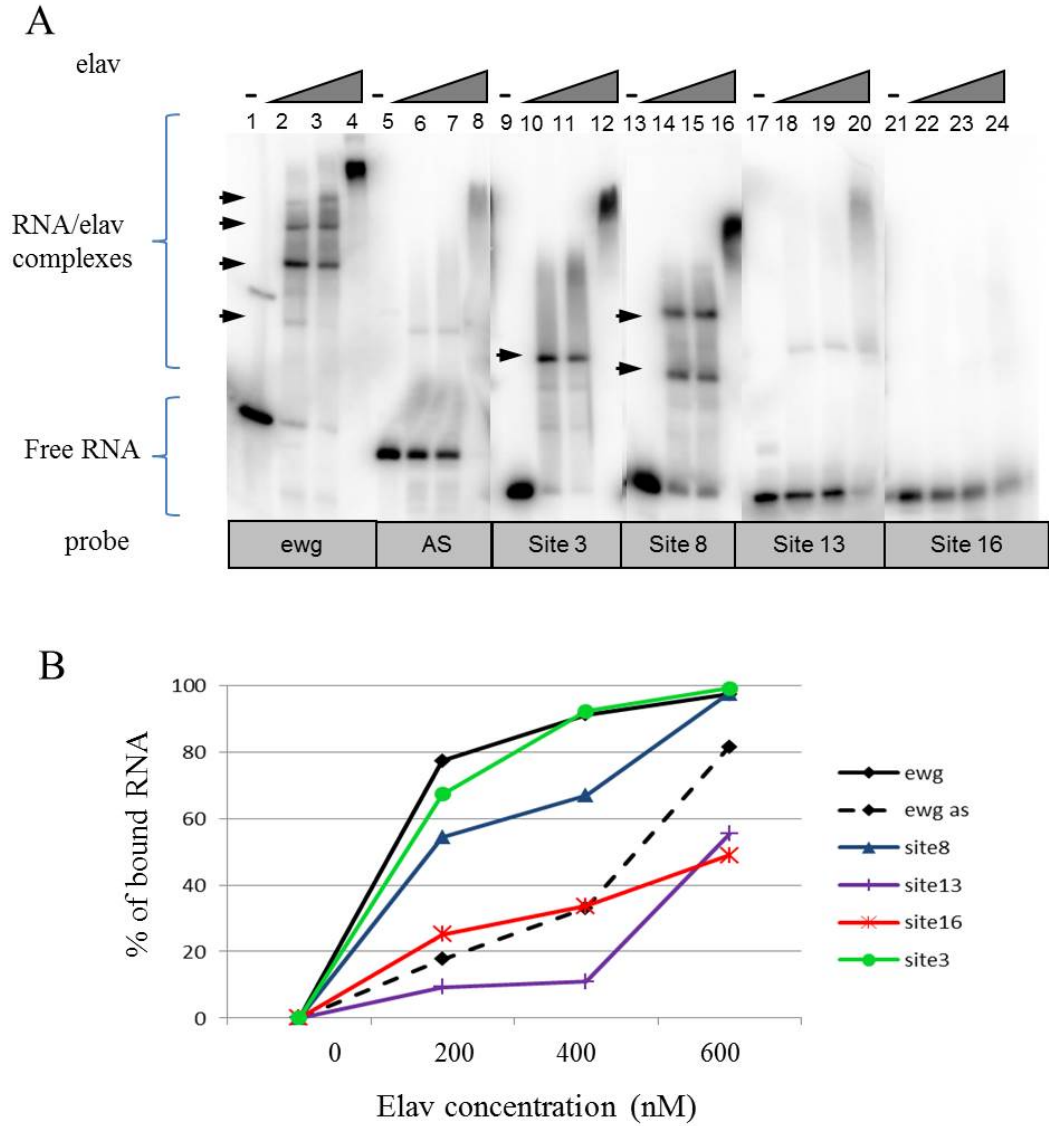 A
elav
- - - - - -
1 2 3 4 5 6 7 8 9 10 11 12 13 14 15 16 17 18 19 20 21 22 23 24
RNA/elav
complexes
Free RNA
probe
ewg AS Site 3 Site 8 Site 13 Site 16
B
100
80
60
40
20
0
% of bound RNA
0 200 400 600
Elav concentration (nM)
ewg
ewg as
site8
site13
site16
site3